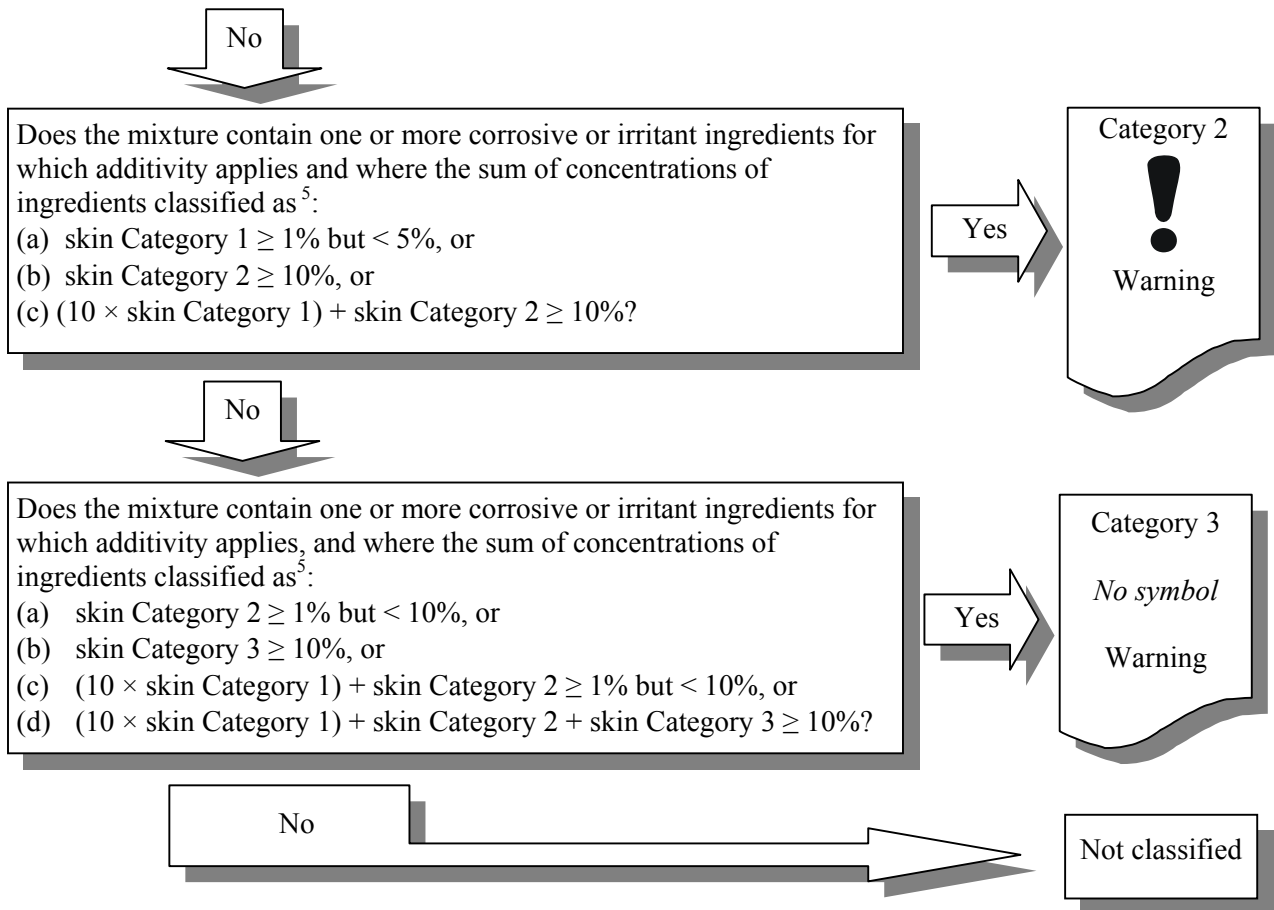 No
Does the mixture contain one or more corrosive or irritant ingredients for
which additivity applies and where the sum of concentrations of
ingredients classified as 5:
(a) skin Category 1 ≥ 1% but < 5%, or
(b) skin Category 2 ≥ 10%, or
(c) (10 × skin Category 1) + skin Category 2 ≥ 10%?
Yes
Category 2
!
Warning
No
Does the mixture contain one or more corrosive or irritant ingredients for
which additivity applies, and where the sum of concentrations of
ingredients classified as5:
(a) skin Category 2 ≥ 1% but < 10%, or
(b) skin Category 3 ≥ 10%, or
(c) (10 × skin Category 1) + skin Category 2 ≥ 1% but < 10%, or
(d) (10 × skin Category 1) + skin Category 2 + skin Category 3 ≥ 10%?
Yes
Category 3
No symbol
Warning
No
Not classified